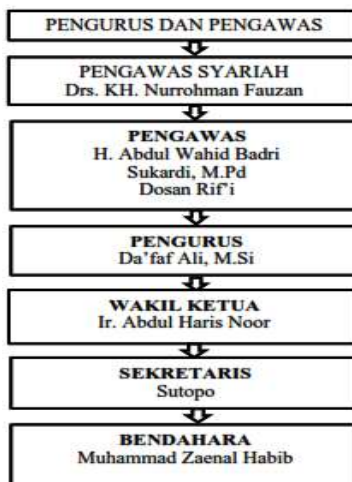 PENGURUS DAN PENGAWAS
PENGAWAS SYARIAH
Drs. KH. Nurrohman Fauzan
PENGAWAS
H. Abdul Wahid Badri
Sukardi, M.Pd
Dosan Rif'i
PENGURUS
Da'faf Ali, M.Si
WAKIL KETUA
Ir. Abdul Haris Noor
SEKRETARIS
Sutopo
BENDAHARA
Muhammad Zaenal Habib